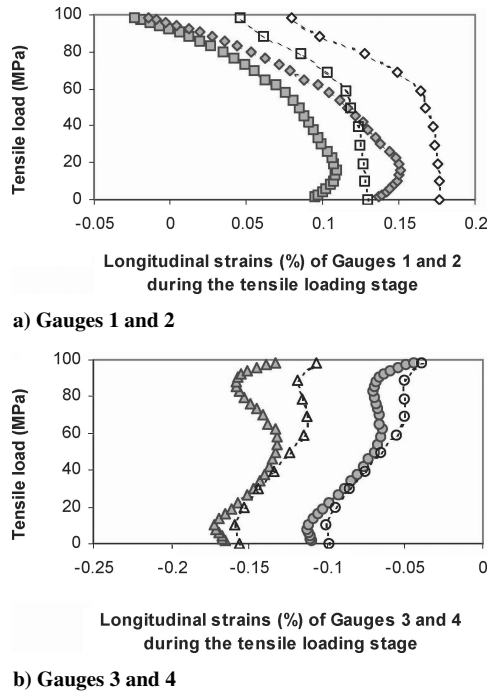 100
80
60
40
20
0
Tensile load (MPa)
-0.05 0 0.05 0.1 0.15 0.2
Longitudinal strains (%) of Gauges 1 and 2
during the tensile loading stage
a) Gauges 1 and 2
100
80
60
40
20
0
Tensile load (MPa)
-0.25 -0.2 -0.15 -0.1 -0.05 0
Longitudinal strains (%) of Gauges 3 and 4
during the tensile loading stage
b) Gauges 3 and 4